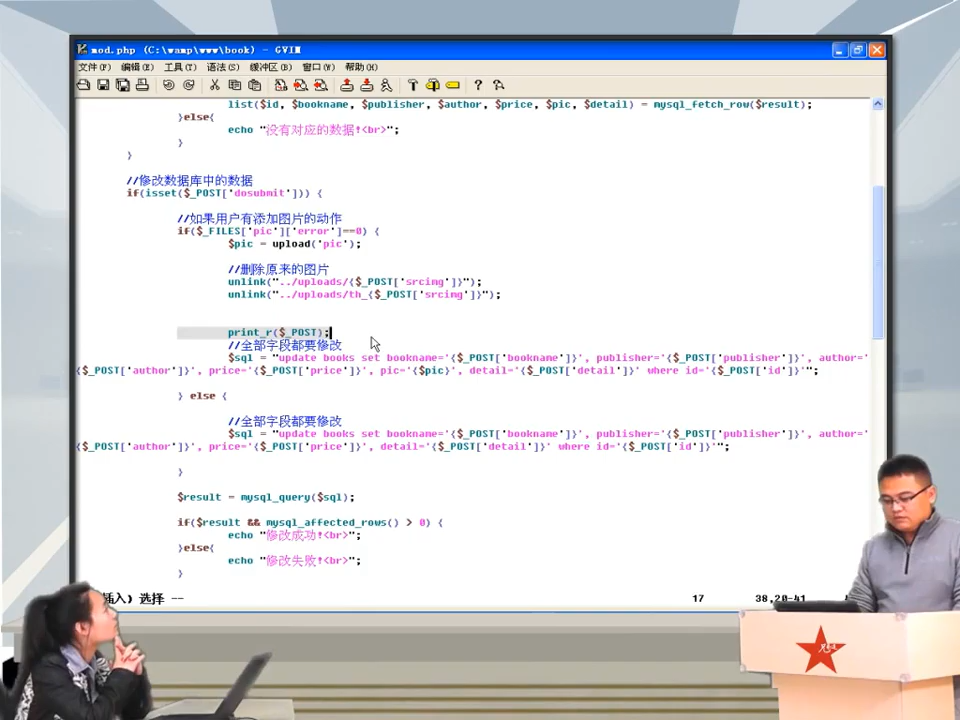 mod.php (C:\wamp\www\book) - GVIM
文件(F) 编辑(E) 工具(T) 语法(S) 缓冲区(B) 窗口(W) 帮助(H)
list($id, $bookname, $publisher, $author, $price, $pic, $detail) = mysql_fetch_row($result);
}else{
echo "没有对应的数据!<br>";
}
}
//修改数据库中的数据
if(isset($_POST['dosubmit'])) {
//如果用户有添加图片的动作
if($_FILES['pic']['error']==0) {
$pic = upload('pic');
//删除原来的图片
unlink("../uploads/{$_POST['srcimg']}");
unlink("../uploads/th_{$_POST['srcimg']}");
print_r($_POST);
//全部字段都要修改
$sql = "update books set bookname='{$_POST['bookname']}', publisher='{$_POST['publisher']}', author='
{$_POST['author']}', price='{$_POST['price']}', pic='{$pic}', detail='{$_POST['detail']}' where id='{$_POST['id']}'";
} else {
//全部字段都要修改
$sql = "update books set bookname='{$_POST['bookname']}', publisher='{$_POST['publisher']}', author='
{$_POST['author']}', price='{$_POST['price']}', detail='{$_POST['detail']}' where id='{$_POST['id']}'";
}
$result = mysql_query($sql);
if($result && mysql_affected_rows() > 0) {
echo "修改成功!<br>";
}else{
echo "修改失败!<br>";
}
插入) 选择 -- 17 38,20-41